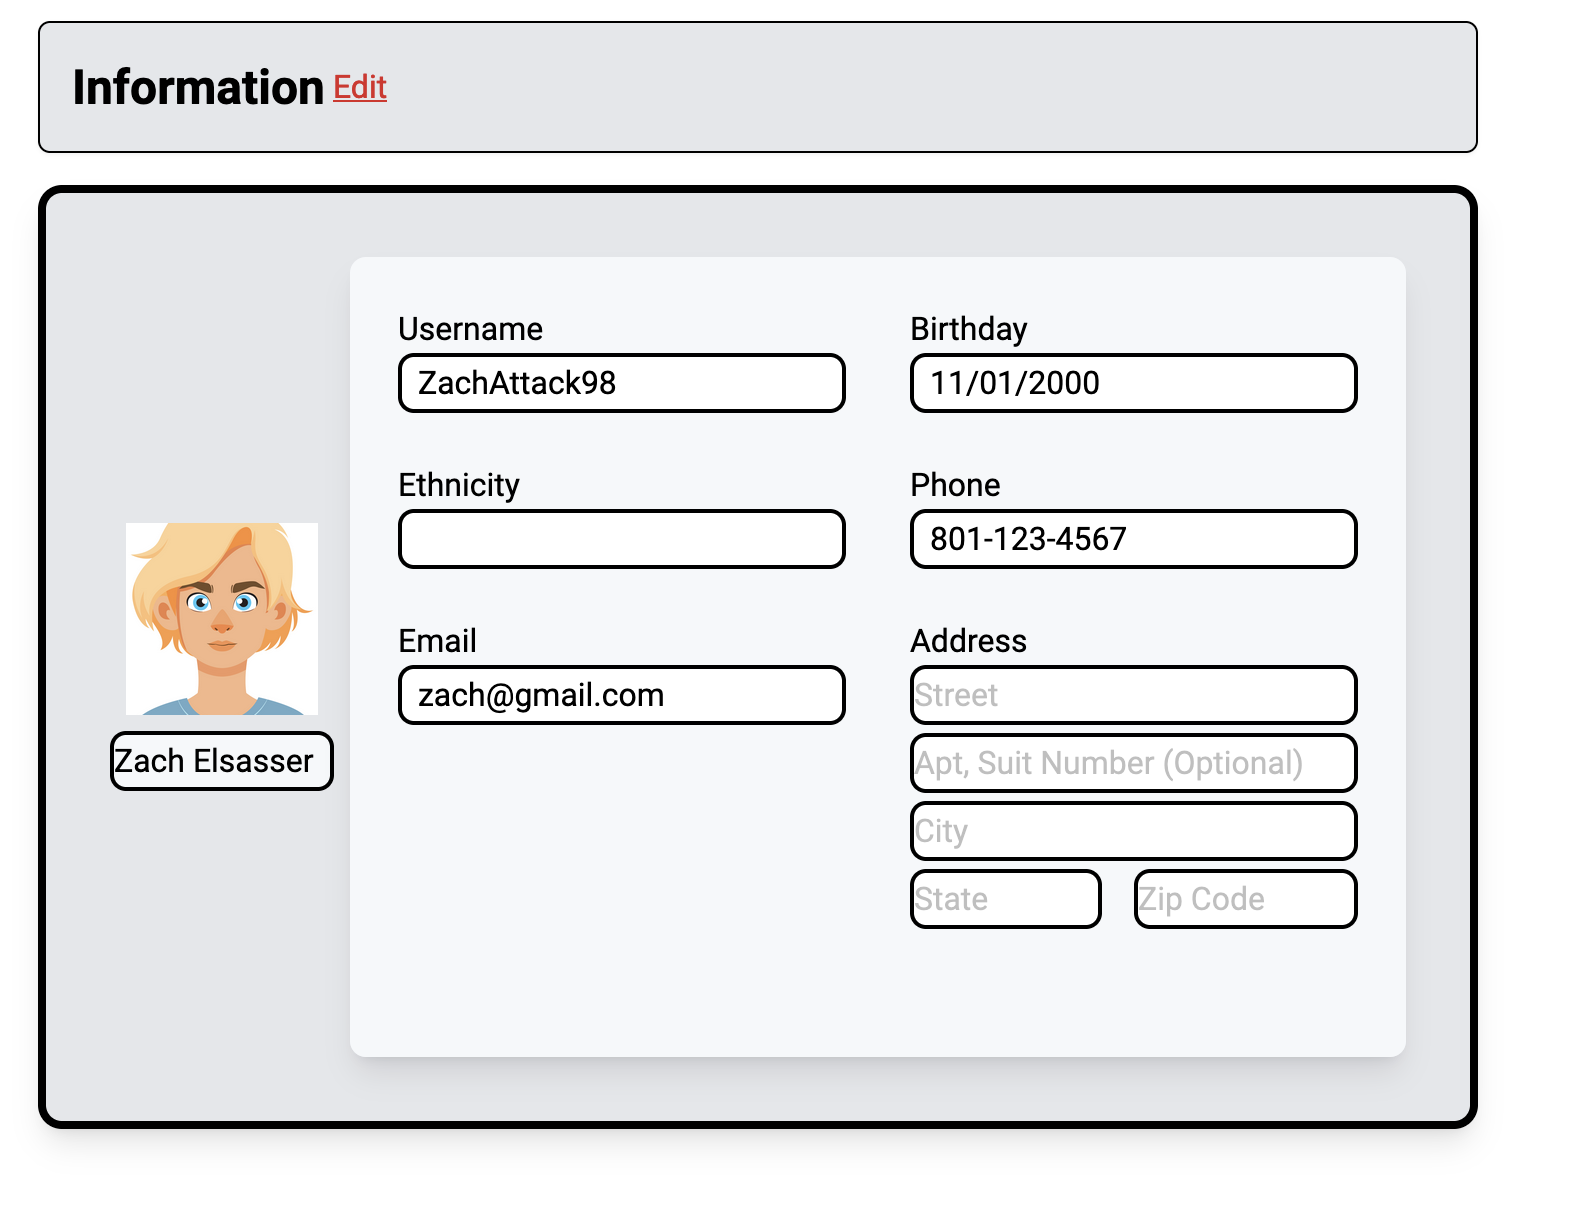 Information Edit
Username
ZachAttack98
Birthday
11/01/2000
Ethnicity
Phone
801-123-4567
Email
zach@gmail.com
Address
Street
Apt, Suit Number (Optional)
City
State
Zip Code
Zach Elsasser